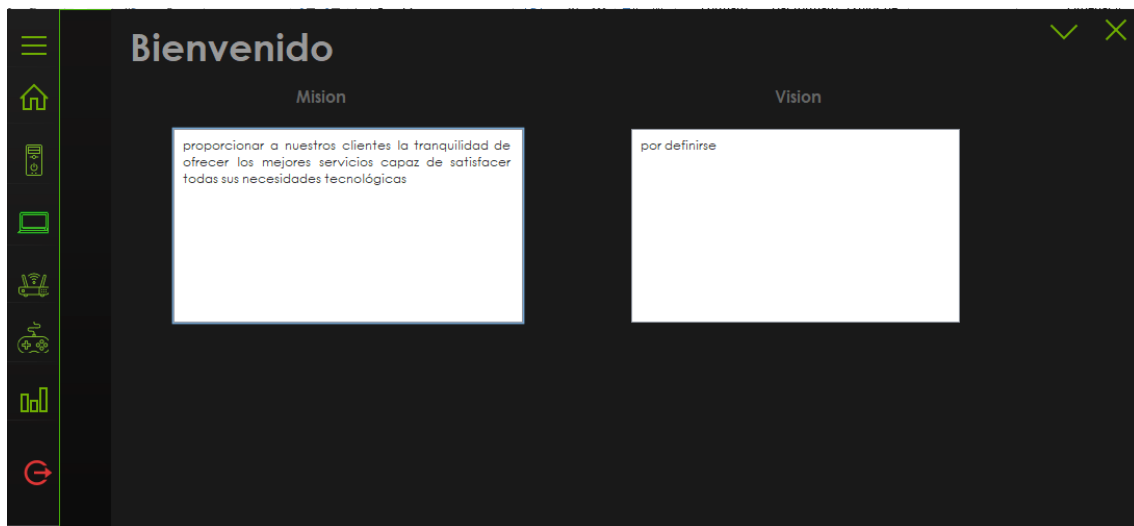 Bienvenido
Mision
Vision
proporcionar a nuestros clientes la tranquilidad de
ofrecer los mejores servicios capaz de satisfacer
todas sus necesidades tecnológicas
por definirse